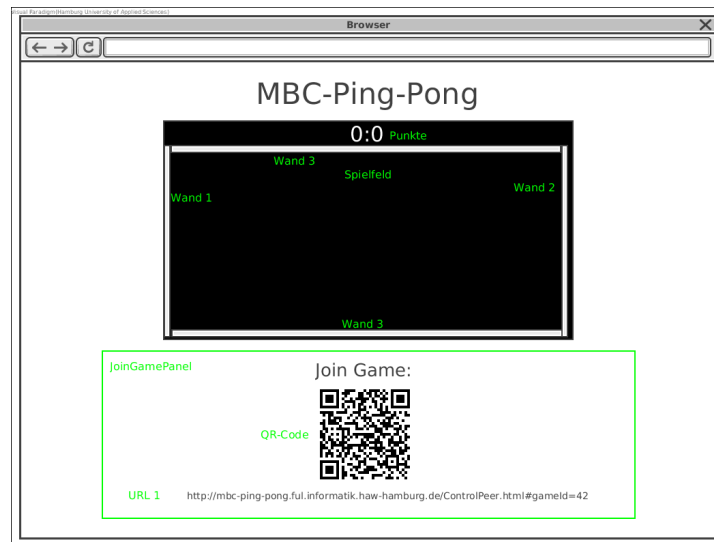 Visual Paradigm(Hamburg University of Applied Sciences)
Browser
MBC-Ping-Pong
0:0 Punkte
Wand 3
Spielfeld
Wand 2
Wand 1
Wand 3
JoinGamePanel
Join Game:
QR-Code
URL 1 http://mbc-ping-pong.ful.informatik.haw-hamburg.de/ControlPeer.html#gameId=42